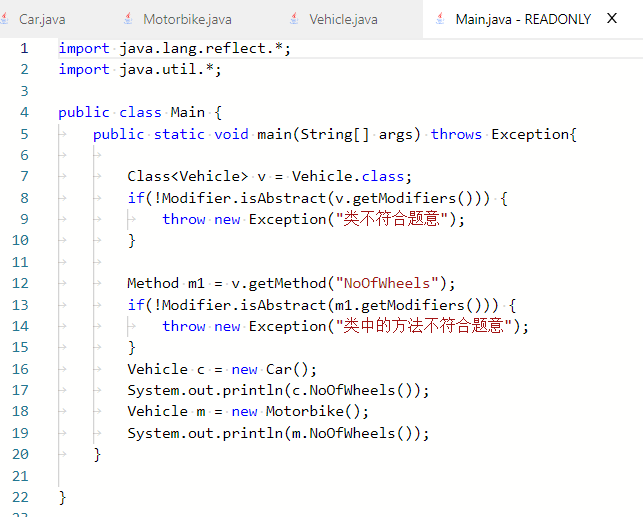 Car.java Motorbike.java Vehicle.java Main.java - READONLY X
1 import java.lang.reflect.*;
2 import java.util.*;
3
4 public class Main {
5 public static void main(String[] args) throws Exception{
6
7 Class<Vehicle> v = Vehicle.class;
8 if(!Modifier.isAbstract(v.getModifiers())) {
9 throw new Exception("类不符合题意");
10 }
11
12 Method m1 = v.getMethod("NoOfWheels");
13 if(!Modifier.isAbstract(m1.getModifiers())) {
14 throw new Exception("类中的方法不符合题意");
15 }
16 Vehicle c = new Car();
17 System.out.println(c.NoOfWheels());
18 Vehicle m = new Motorbike();
19 System.out.println(m.NoOfWheels());
20 }
21
22 }
23